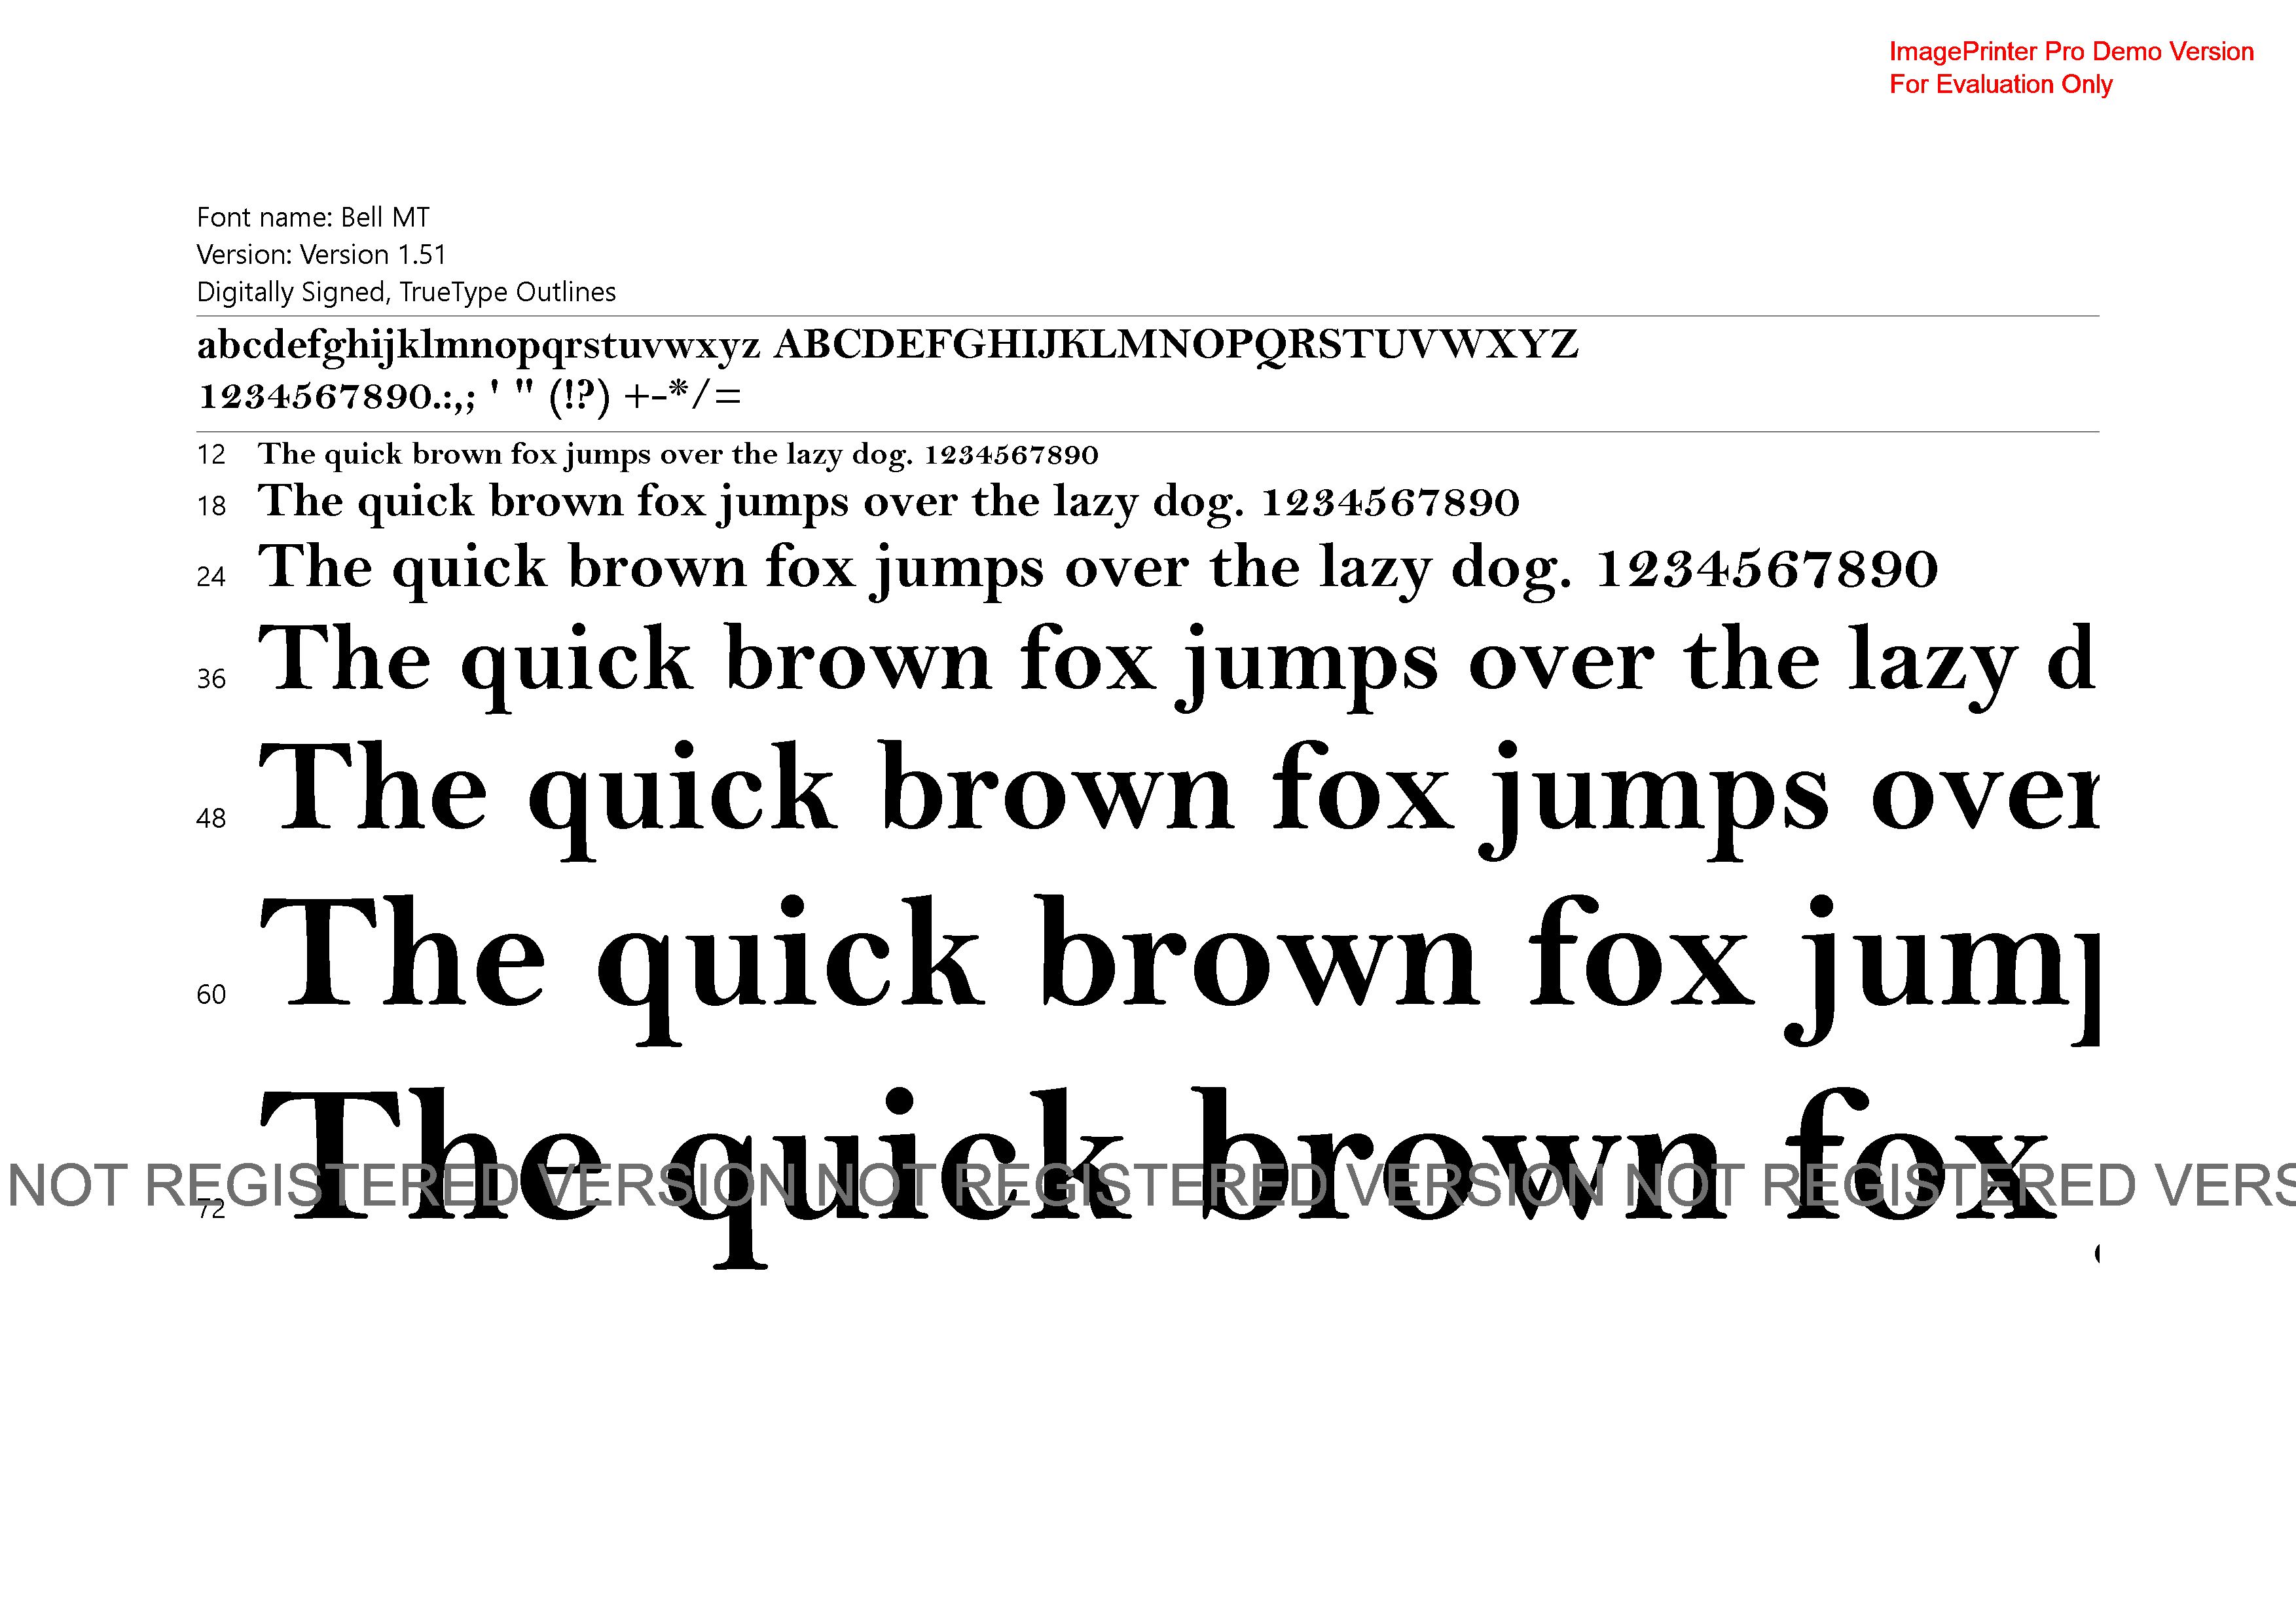 ImagePrinter Pro Demo Version
For Evaluation Only
Font name: Bell MT
Version: Version 1.51
Digitally Signed, TrueType Outlines
abcdefghijklmnopqrstuvwxyz ABCDEFGHIJKLMNOPQRSTUVWXYZ
1234567890.:,; ' " (!?) +-*/=
12 The quick brown fox jumps over the lazy dog. 1234567890
18 The quick brown fox jumps over the lazy dog. 1234567890
24 The quick brown fox jumps over the lazy dog. 1234567890
36 The quick brown fox jumps over the lazy d
48 The quick brown fox jumps over
60 The quick brown fox jump
72 The quick brown fox
NOT REGISTERED VERSION NOT REGISTERED VERSION NOT REGISTERED VERS